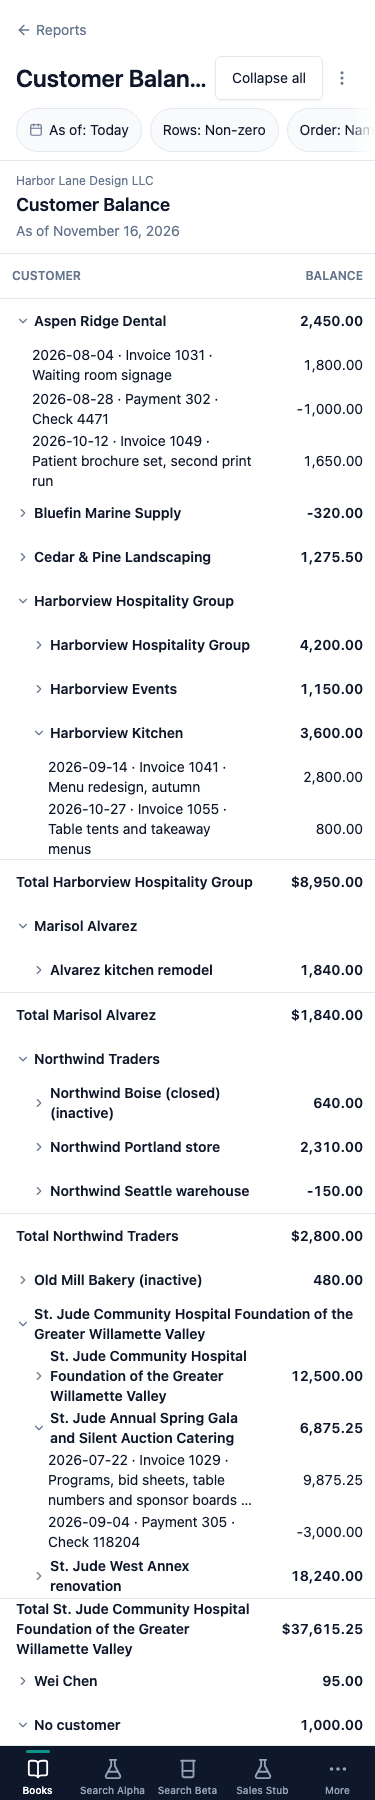 Reports
Customer Balan...
Collapse all
As of: Today
Rows: Non-zero
Order: Nam
Harbor Lane Design LLC
Customer Balance
As of November 16, 2026
CUSTOMER BALANCE
Aspen Ridge Dental 2,450.00
2026-08-04 · Invoice 1031 ·
Waiting room signage 1,800.00
2026-08-28 · Payment 302 ·
Check 4471 -1,000.00
2026-10-12 · Invoice 1049 ·
Patient brochure set, second print 1,650.00
run
Bluefin Marine Supply -320.00
Cedar & Pine Landscaping 1,275.50
Harborview Hospitality Group
Harborview Hospitality Group 4,200.00
Harborview Events 1,150.00
Harborview Kitchen 3,600.00
2026-09-14 · Invoice 1041 ·
Menu redesign, autumn 2,800.00
2026-10-27 · Invoice 1055 ·
Table tents and takeaway 800.00
menus
Total Harborview Hospitality Group $8,950.00
Marisol Alvarez
Alvarez kitchen remodel 1,840.00
Total Marisol Alvarez $1,840.00
Northwind Traders
Northwind Boise (closed)
(inactive) 640.00
Northwind Portland store 2,310.00
Northwind Seattle warehouse -150.00
Total Northwind Traders $2,800.00
Old Mill Bakery (inactive) 480.00
St. Jude Community Hospital Foundation of the
Greater Willamette Valley
St. Jude Community Hospital
Foundation of the Greater 12,500.00
Willamette Valley
St. Jude Annual Spring Gala
and Silent Auction Catering 6,875.25
2026-07-22 · Invoice 1029 ·
Programs, bid sheets, table 9,875.25
numbers and sponsor boards ...
2026-09-04 · Payment 305 ·
Check 118204 -3,000.00
St. Jude West Annex
renovation 18,240.00
Total St. Jude Community Hospital
Foundation of the Greater $37,615.25
Willamette Valley
Wei Chen 95.00
No customer 1,000.00
Books
Search Alpha
Search Beta
Sales Stub
More